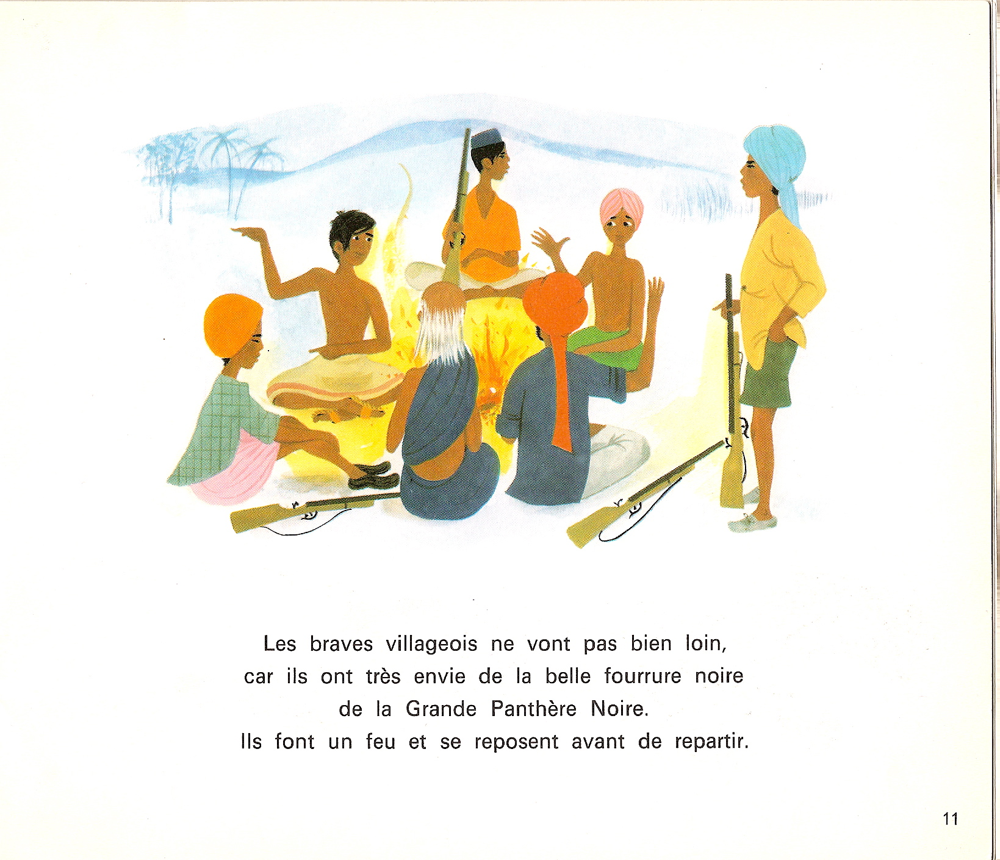 Les braves villageois ne vont pas bien loin,
car ils ont très envie de la belle fourrure noire
de la Grande Panthère Noire.
Ils font un feu et se reposent avant de repartir.
11